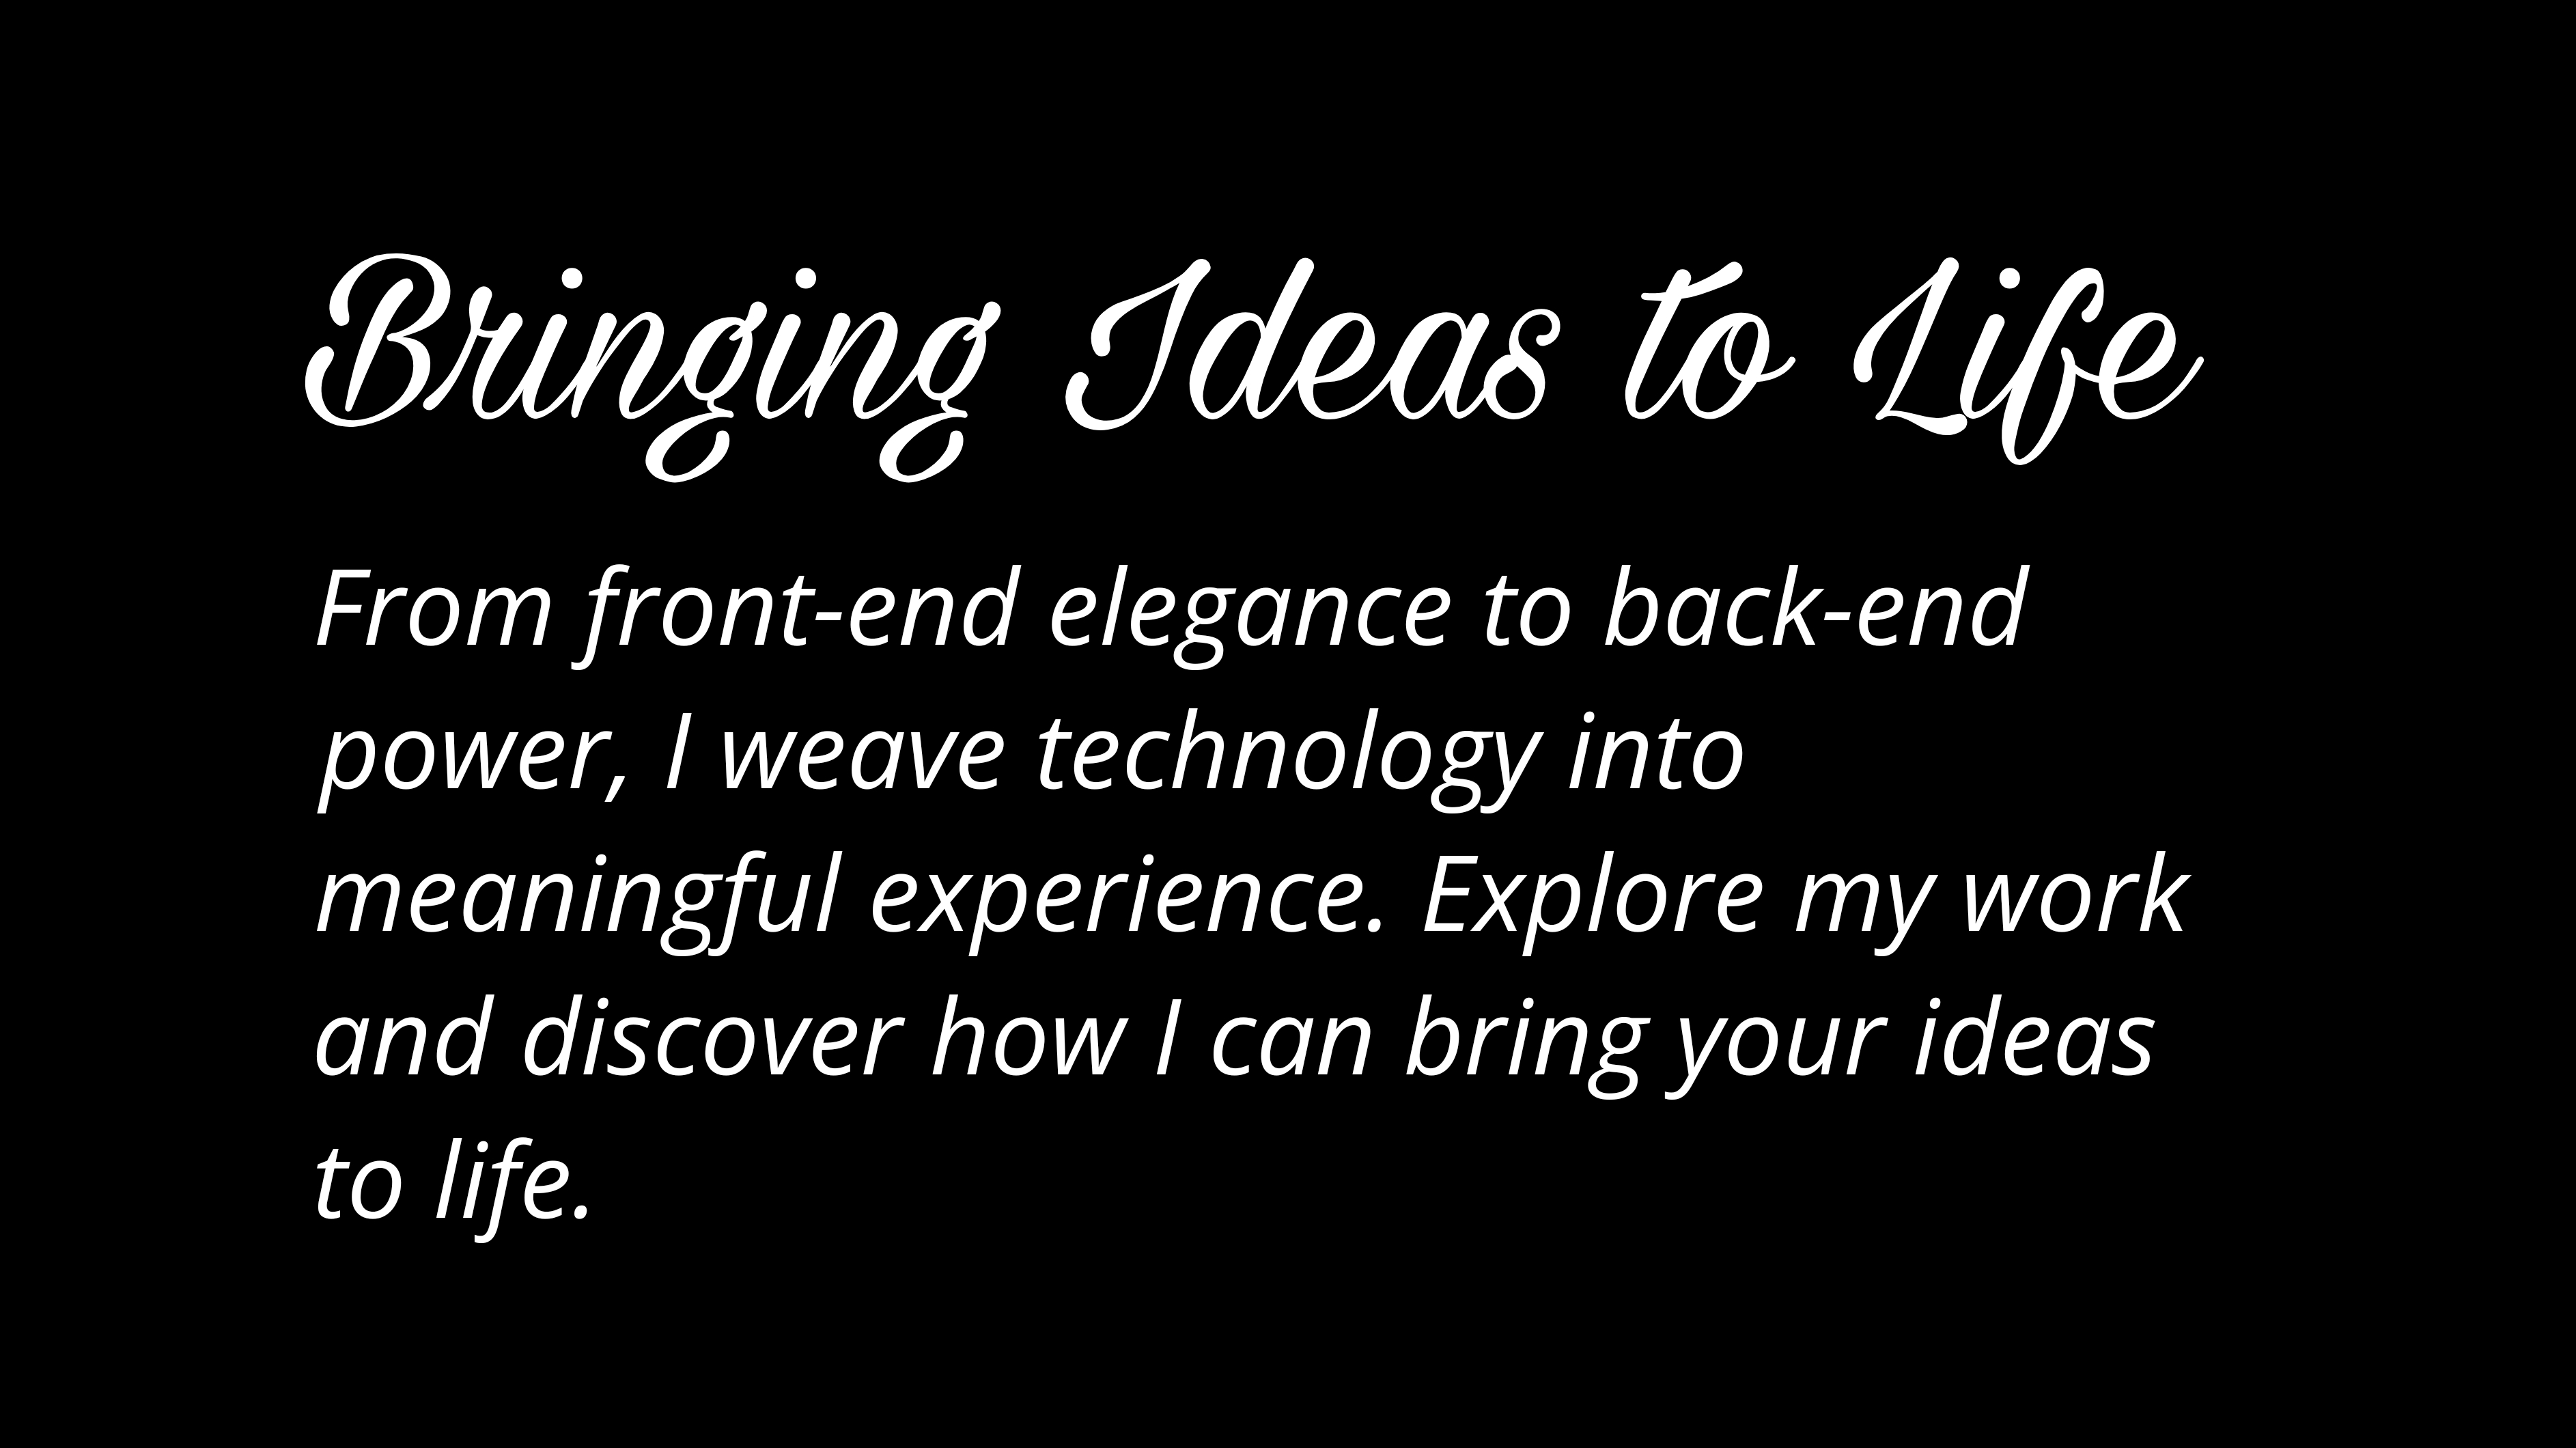 Bringing Ideas to Life
From front-end elegance to back-end
power, I weave technology into
meaningful experience. Explore my work
and discover how I can bring your ideas
to life.